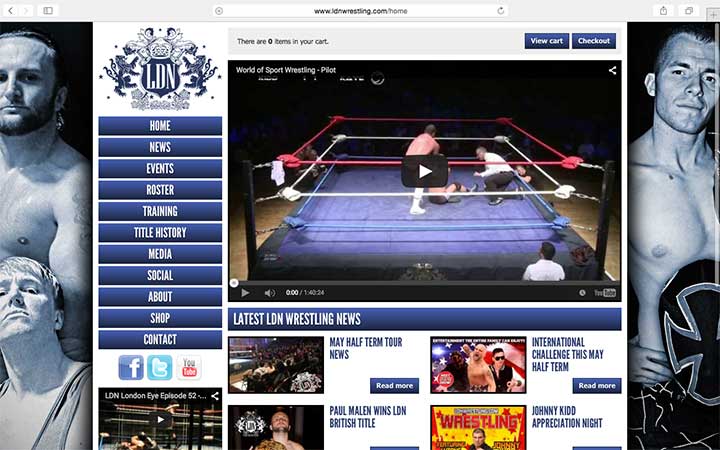 www.ldnwrestling.com/home
LDN
HOME
NEWS
EVENTS
ROSTER
TRAINING
TITLE HISTORY
MEDIA
SOCIAL
ABOUT
SHOP
CONTACT
You
Tube
LDN London Eye Episode 52 -...
There are 0 items in your cart.
View cart
Checkout
World of Sport Wrestling - Pilot
0:00 / 1:40:24
YouTube
LATEST LDN WRESTLING NEWS
MAY HALF TERM TOUR
NEWS
Read more
INTERNATIONAL
CHALLENGE THIS MAY
HALF TERM
Read more
PAUL MALEN WINS LDN
BRITISH TITLE
LDN
WRESTLING
JOHNNY KIDD
APPRECIATION NIGHT